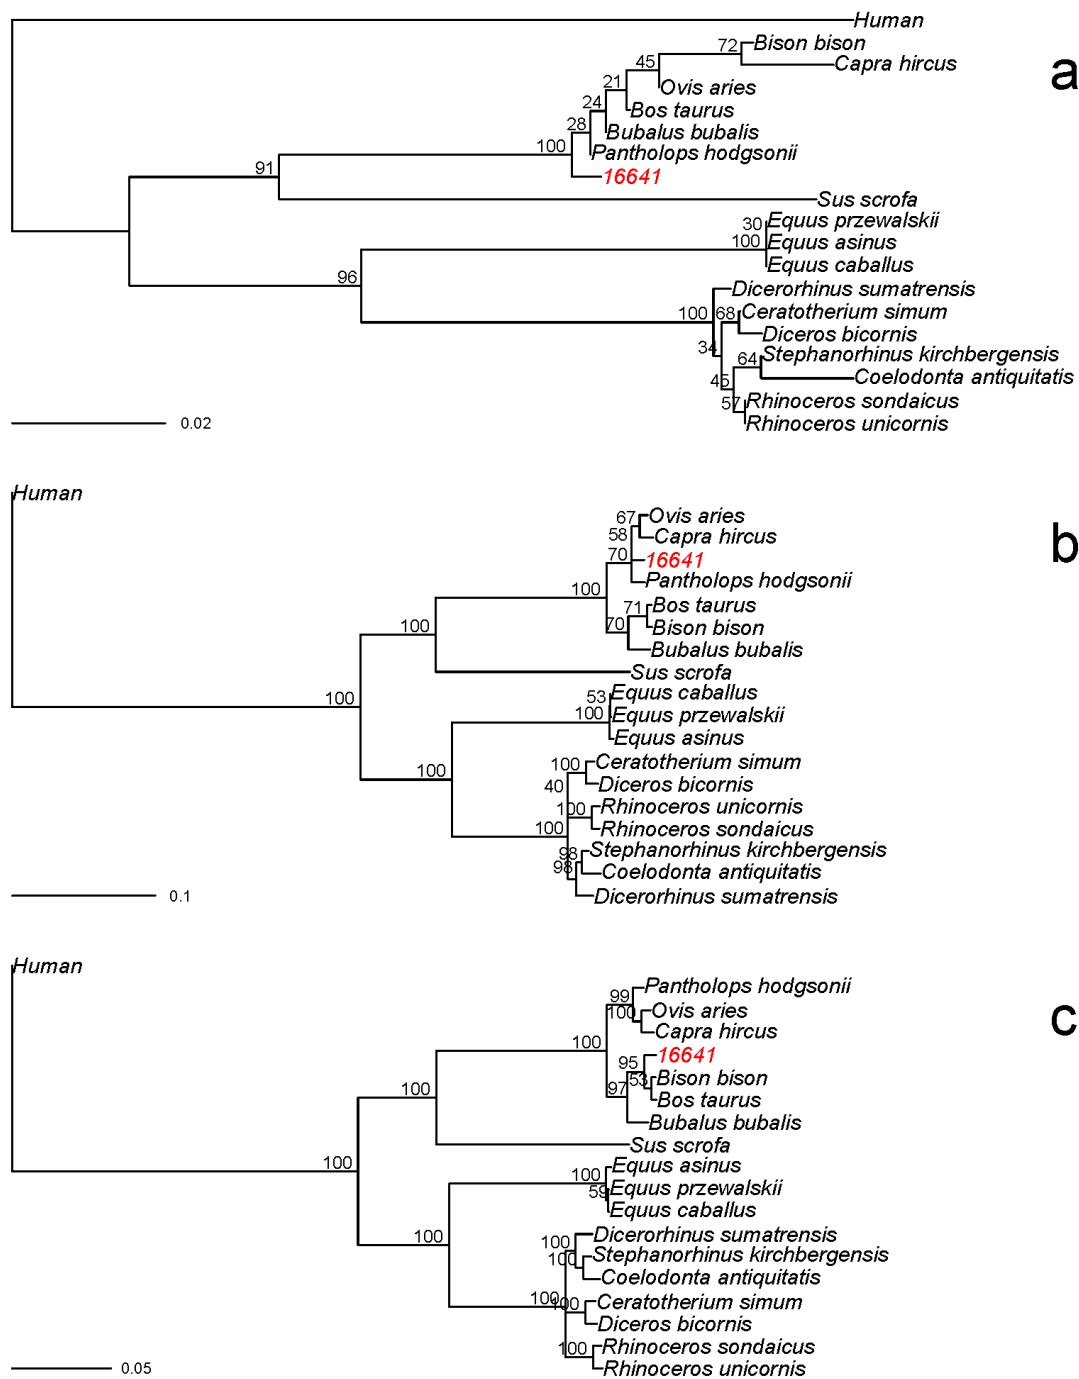 Human
72 Bison bison
a
45 Capra hircus
21 Ovis aries
24 Bos taurus
28 Bubalus bubalis
100 Pantholops hodgsonii
91 16641
Sus scrofa
30 Equus przewalskii
100 Equus asinus
Equus caballus
96
Dicerorhinus sumatrensis
100 68 Ceratotherium simum
Diceros bicornis
34 Stephanorhinus kirchbergensis
64
45 Coelodonta antiquitatis
57 Rhinoceros sondaicus
Rhinoceros unicornis
0.02
Human
67 Ovis aries
58 Capra hircus
b
70 16641
Pantholops hodgsonii
100
71 Bos taurus
70 Bison bison
100
Bubalus bubalis
Sus scrofa
53 Equus caballus
100
100 Equus przewalskii
Equus asinus
100 Ceratotherium simum
100
40 Diceros bicornis
100 Rhinoceros unicornis
100 Rhinoceros sondaicus
98 Stephanorhinus kirchbergensis
98 Coelodonta antiquitatis
Dicerorhinus sumatrensis
0.1
Human
99 Pantholops hodgsonii
100 Ovis aries
c
Capra hircus
100
95 16641
53 Bison bison
97 Bos taurus
100
Bubalus bubalis
Sus scrofa
100
100 Equus asinus
59 Equus przewalskii
Equus caballus
100
100 Dicerorhinus sumatrensis
100 Stephanorhinus kirchbergensis
Coelodonta antiquitatis
100 100 Ceratotherium simum
Diceros bicornis
100 Rhinoceros sondaicus
Rhinoceros unicornis
0.05